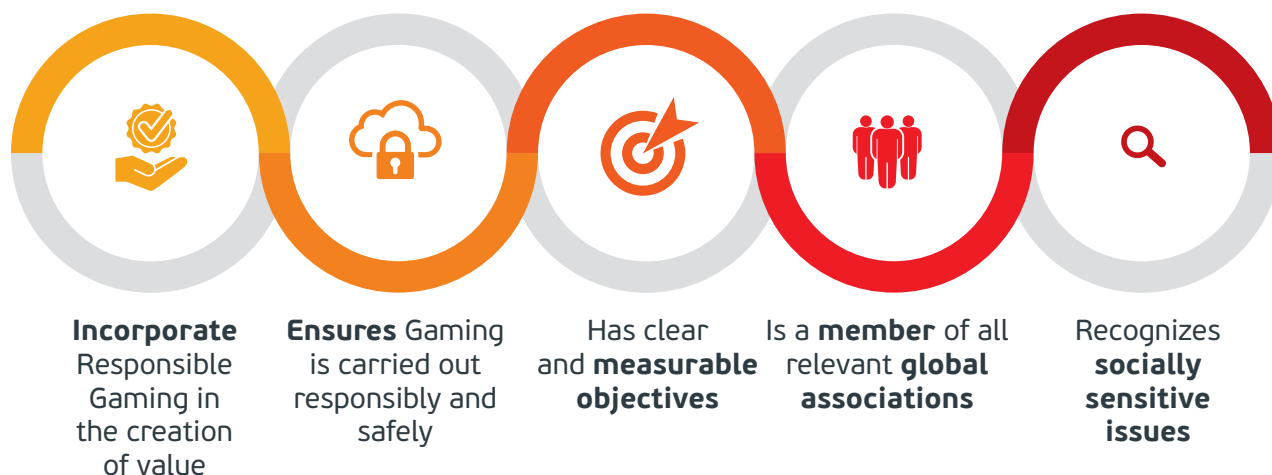 Incorporate
Responsible
Gaming in
the creation
of value
Ensures Gaming
is carried out
responsibly and
safely
Has clear
and measurable
objectives
Is a member of all
relevant global
associations
Recognizes
socially
sensitive
issues